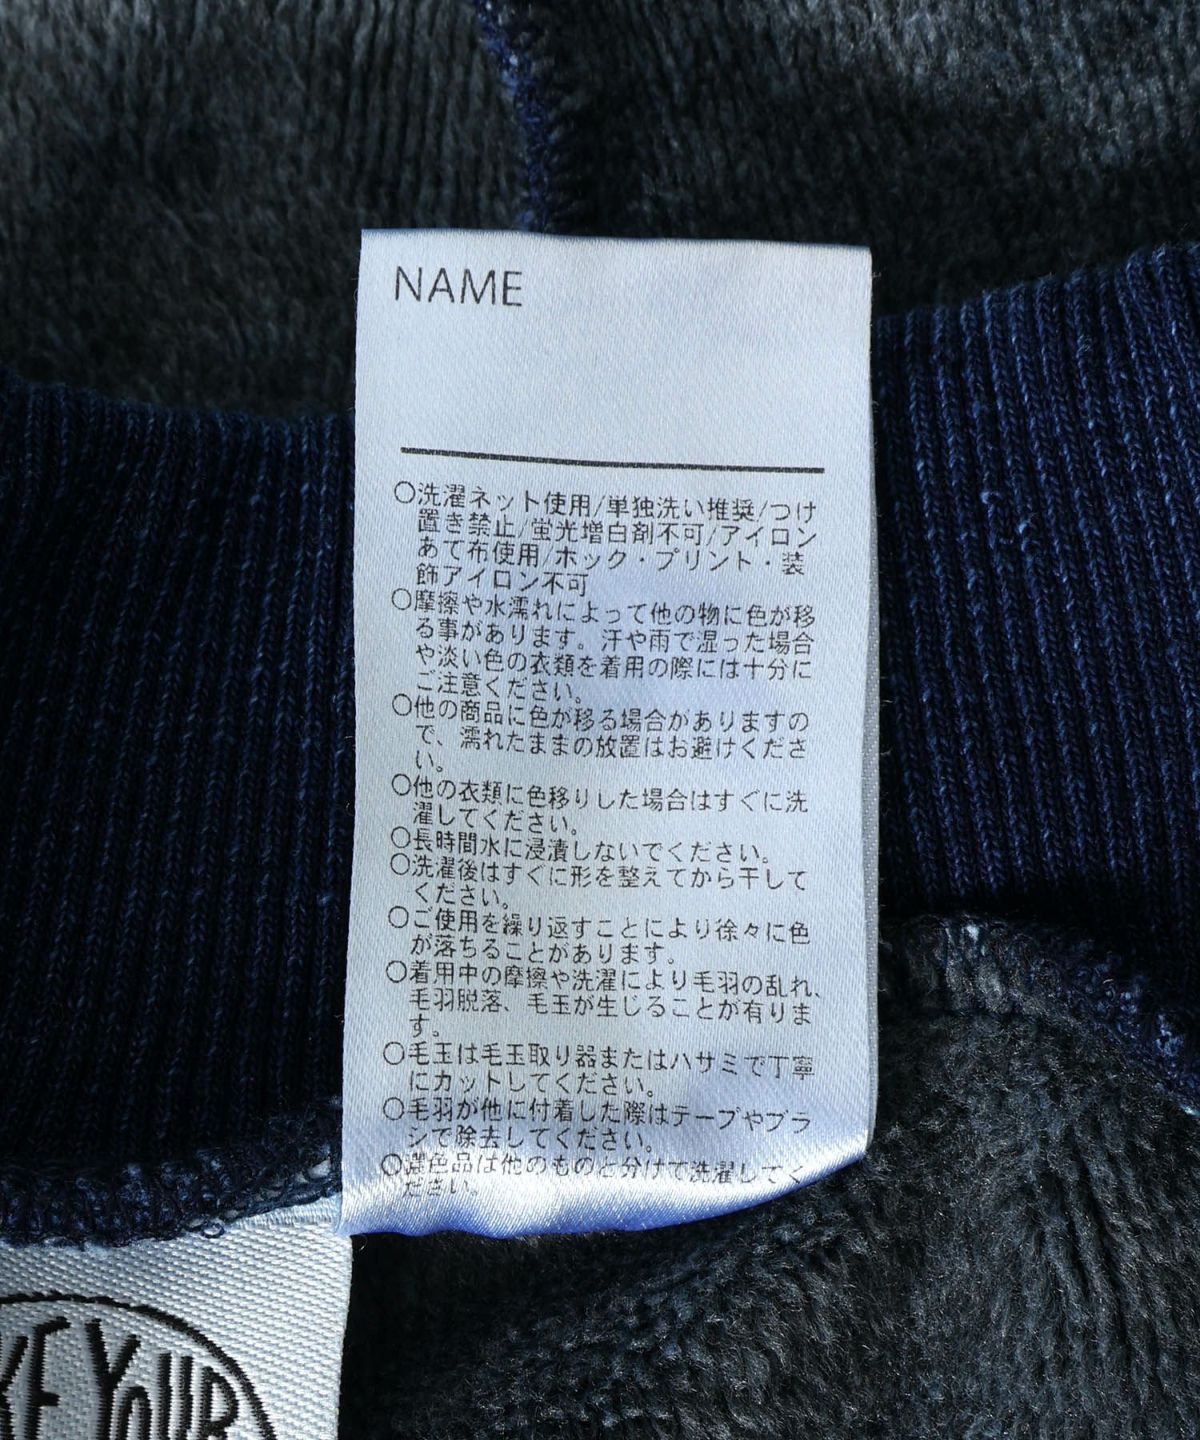 NAME
○洗濯ネット使用/単独洗い推奨/つけ
置き禁止/蛍光増白剤不可/アイロン
あて布使用/ホック・プリント・装
飾アイロン不可
○摩擦や水濡れによって他の物に色が移
る事があります。汗や雨で湿った場合
や淡い色の衣類を着用の際には十分に
ご注意ください。
○他の商品に色が移る場合がありますの
で、濡れたままの放置はお避けくださ
い。
○他の衣類に色移りした場合はすぐに洗
濯してください。
○長時間水に浸漬しないでください。
○洗濯後はすぐに形を整えてから干して
ください。
○ご使用を繰り返すことにより徐々に色
が落ちることがあります。
○着用中の摩擦や洗濯により毛羽の乱れ、
毛羽脱落、毛玉が生じることが有りま
す。
○毛玉は毛玉取り器またはハサミで丁寧
にカットしてください。
○毛羽が他に付着した際はテープやブラ
シで除去してください。
○濃色品は他のものと分けて洗濯してく
ださい。
KE YOUR